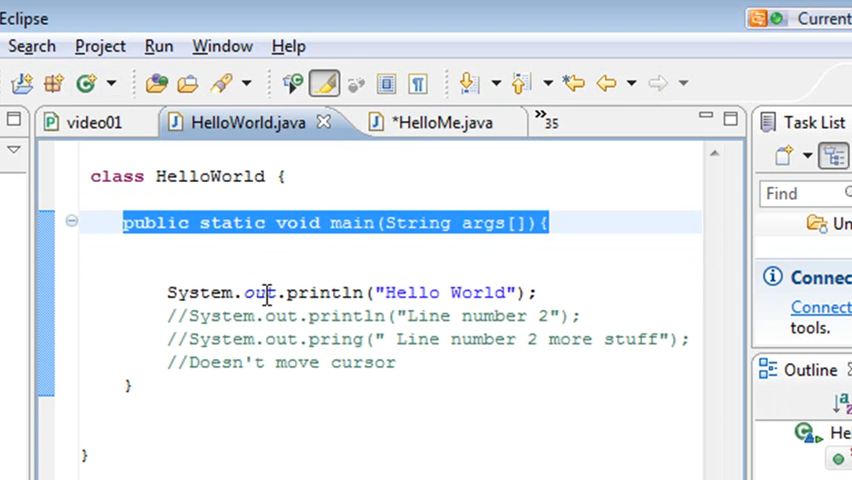 Eclipse
Current
Search Project Run Window Help
video01 HelloWorld.java *HelloMe.java 35 Task List
class HelloWorld {
Find
public static void main(String args[]){
Un
Connec
System.out.println("Hello World");
Connect
//System.out.println("Line number 2");
tools.
//System.out.pring(" Line number 2 more stuff");
//Doesn't move cursor
Outline
}
He
}